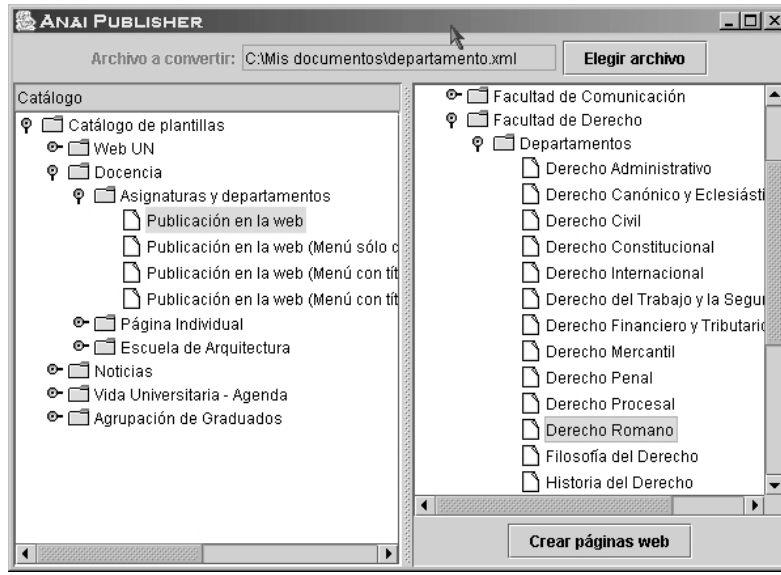 ANAI PUBLISHER
Archivo a convertir: C:\Mis documentos\departamento.xml Elegir archivo
Catálogo
Catálogo de plantillas
Web UN
Docencia
Asignaturas y departamentos
Publicación en la web
Publicación en la web (Menú sólo c
Publicación en la web (Menú con tít
Publicación en la web (Menú con tít
Página Individual
Escuela de Arquitectura
Noticias
Vida Universitaria - Agenda
Agrupación de Graduados
Facultad de Comunicación
Facultad de Derecho
Departamentos
Derecho Administrativo
Derecho Canónico y Eclesiásti
Derecho Civil
Derecho Constitucional
Derecho Internacional
Derecho del Trabajo y la Segur
Derecho Financiero y Tributario
Derecho Mercantil
Derecho Penal
Derecho Procesal
Derecho Romano
Filosofía del Derecho
Historia del Derecho
Crear páginas web